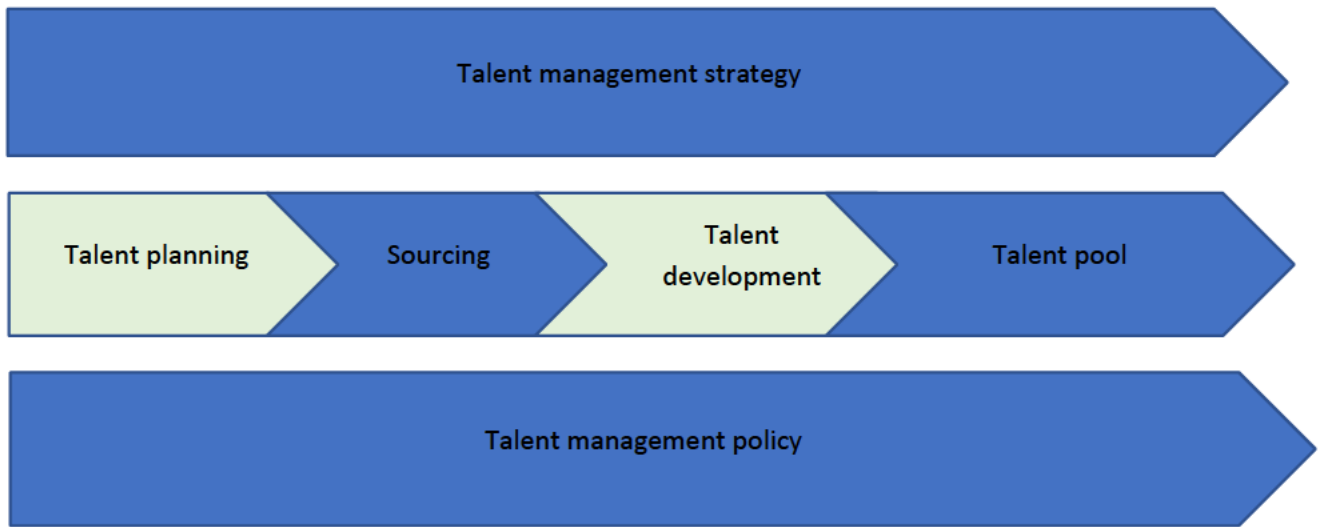 Talent management strategy
Talent planning
Sourcing
Talent
development
Talent pool
Talent management policy